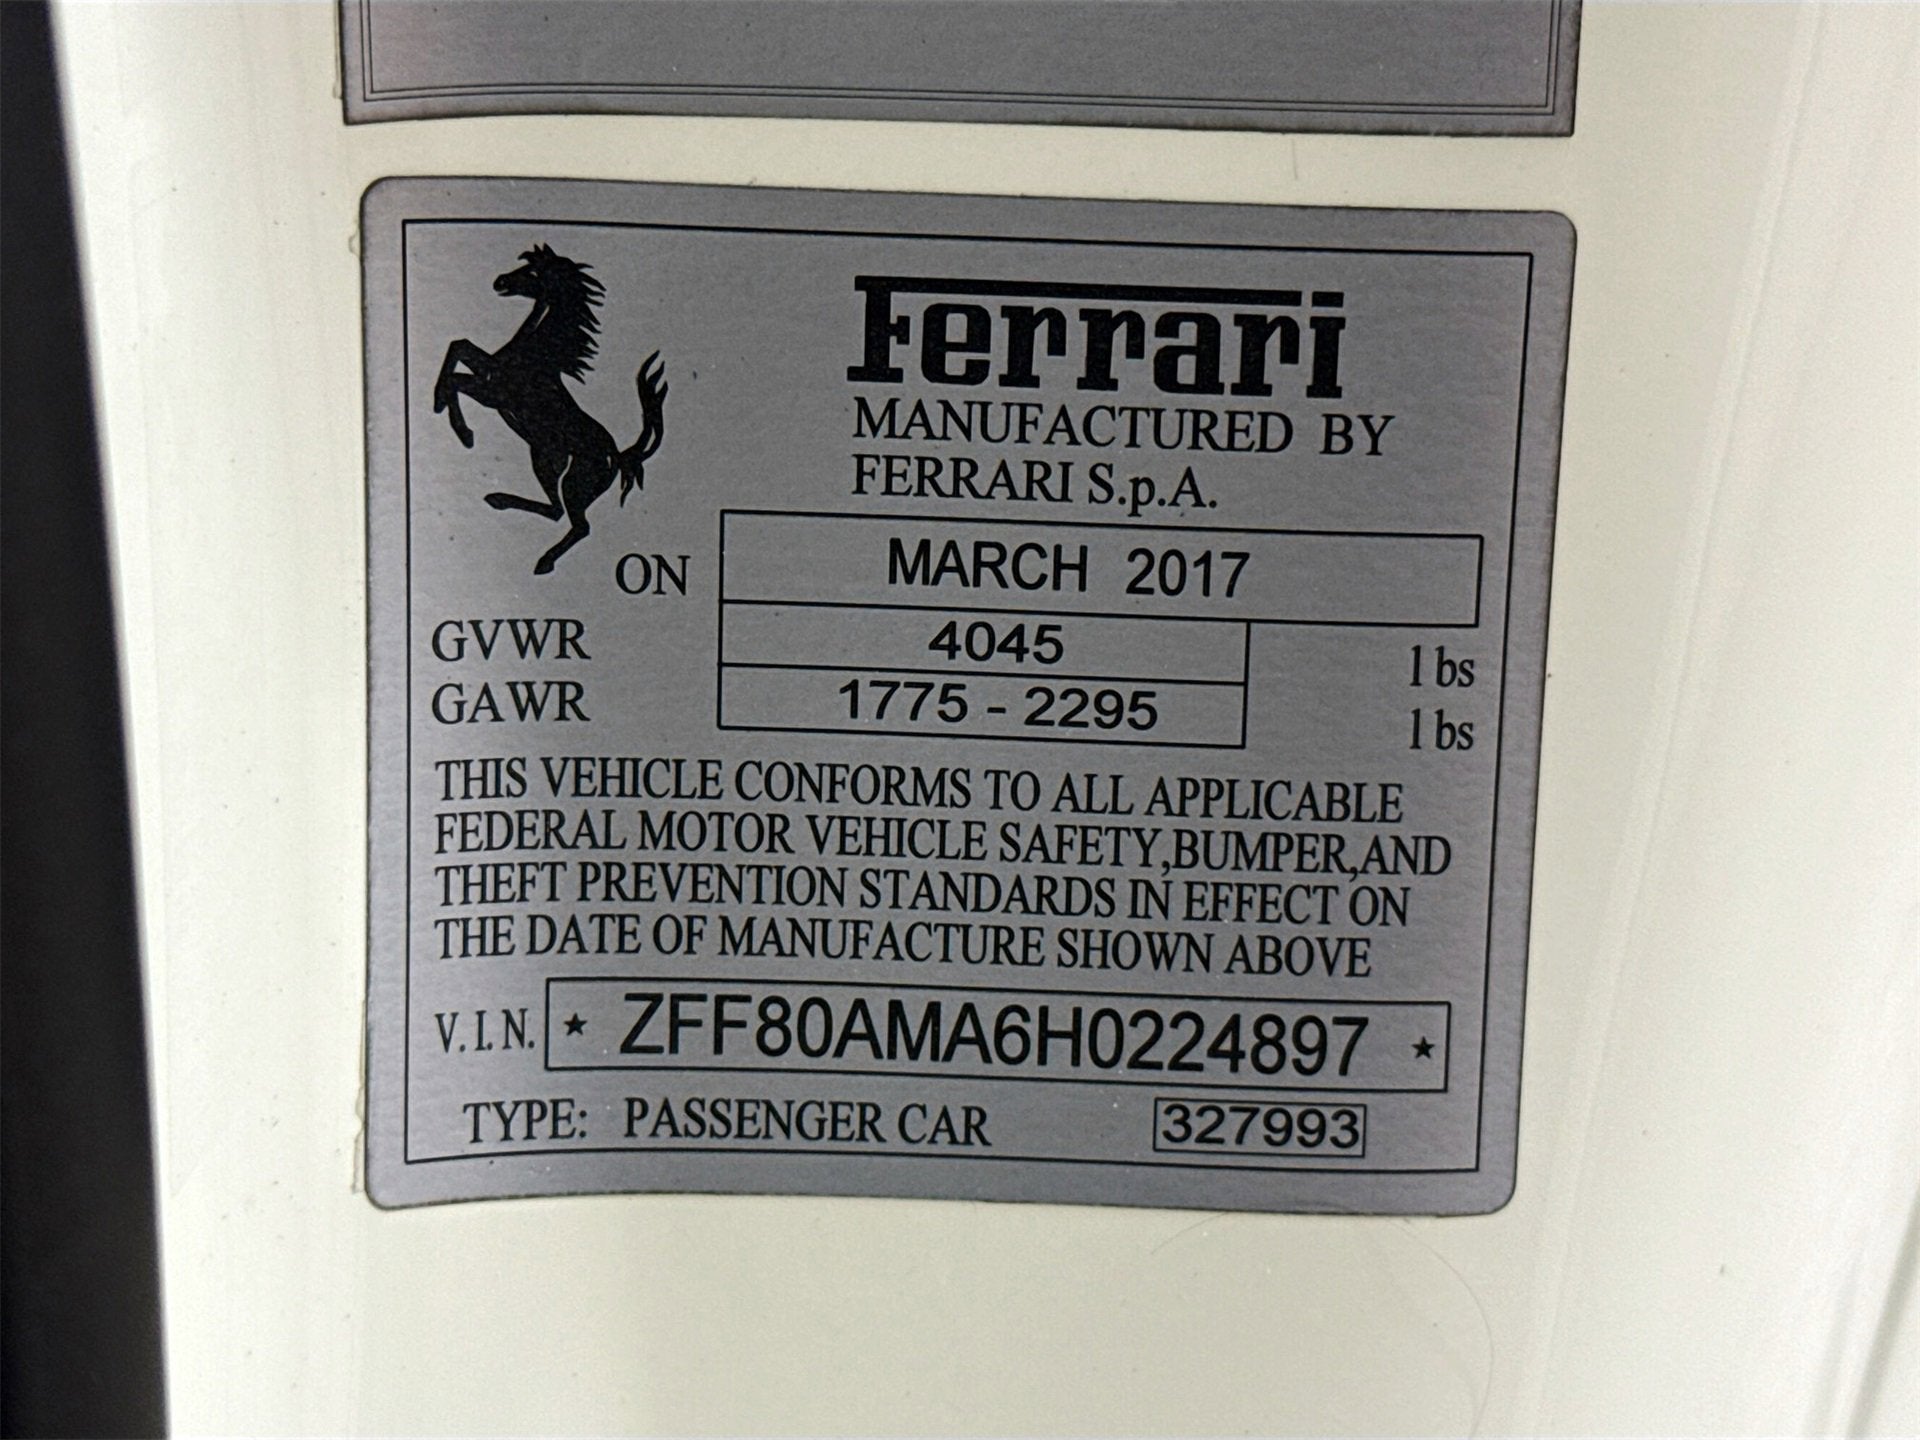 Ferrari
MANUFACTURED BY
FERRARI S.p.A.
ON MARCH 2017
GVWR 4045 lbs
GAWR 1775 - 2295 lbs
THIS VEHICLE CONFORMS TO ALL APPLICABLE
FEDERAL MOTOR VEHICLE SAFETY,BUMPER,AND
THEFT PREVENTION STANDARDS IN EFFECT ON
THE DATE OF MANUFACTURE SHOWN ABOVE
V.I.N. ★ ZFF80AMA6H0224897 ★
TYPE: PASSENGER CAR 327993